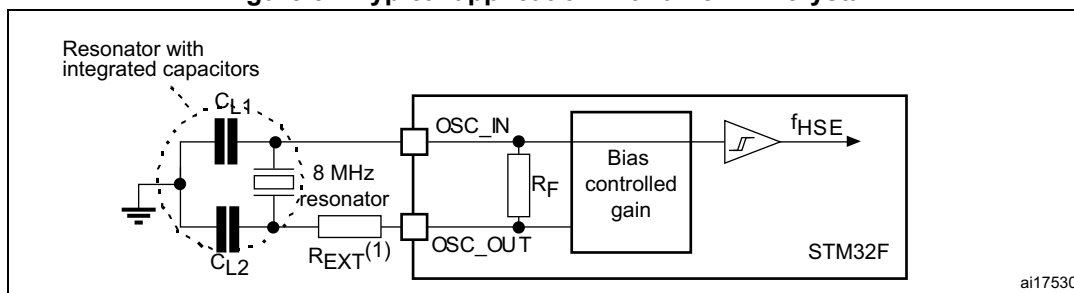 Resonator with
integrated capacitors
CL1
OSC_IN
fHSE
8 MHz
resonator
RF
Bias
controlled
gain
REXT(1)
OSC_OUT
STM32F
CL2
ai17530